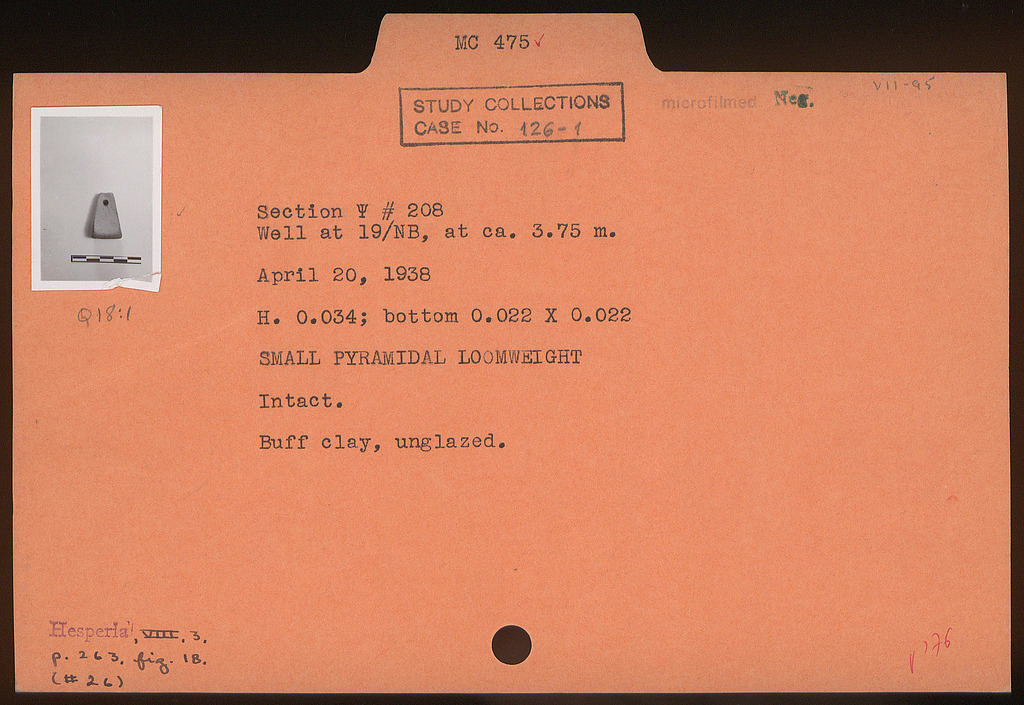 MC 475✓
STUDY COLLECTIONS
CASE No. 126-1
microfilmed Neg.
VII-95
Section Ψ # 208
Well at 19/NB, at ca. 3.75 m.
April 20, 1938
Q18:1
H. 0.034; bottom 0.022 X 0.022
SMALL PYRAMIDAL LOOMWEIGHT
Intact.
Buff clay, unglazed.
Hesperia, VIII, 3,
p. 263, fig. 18.
(# 26)
'76